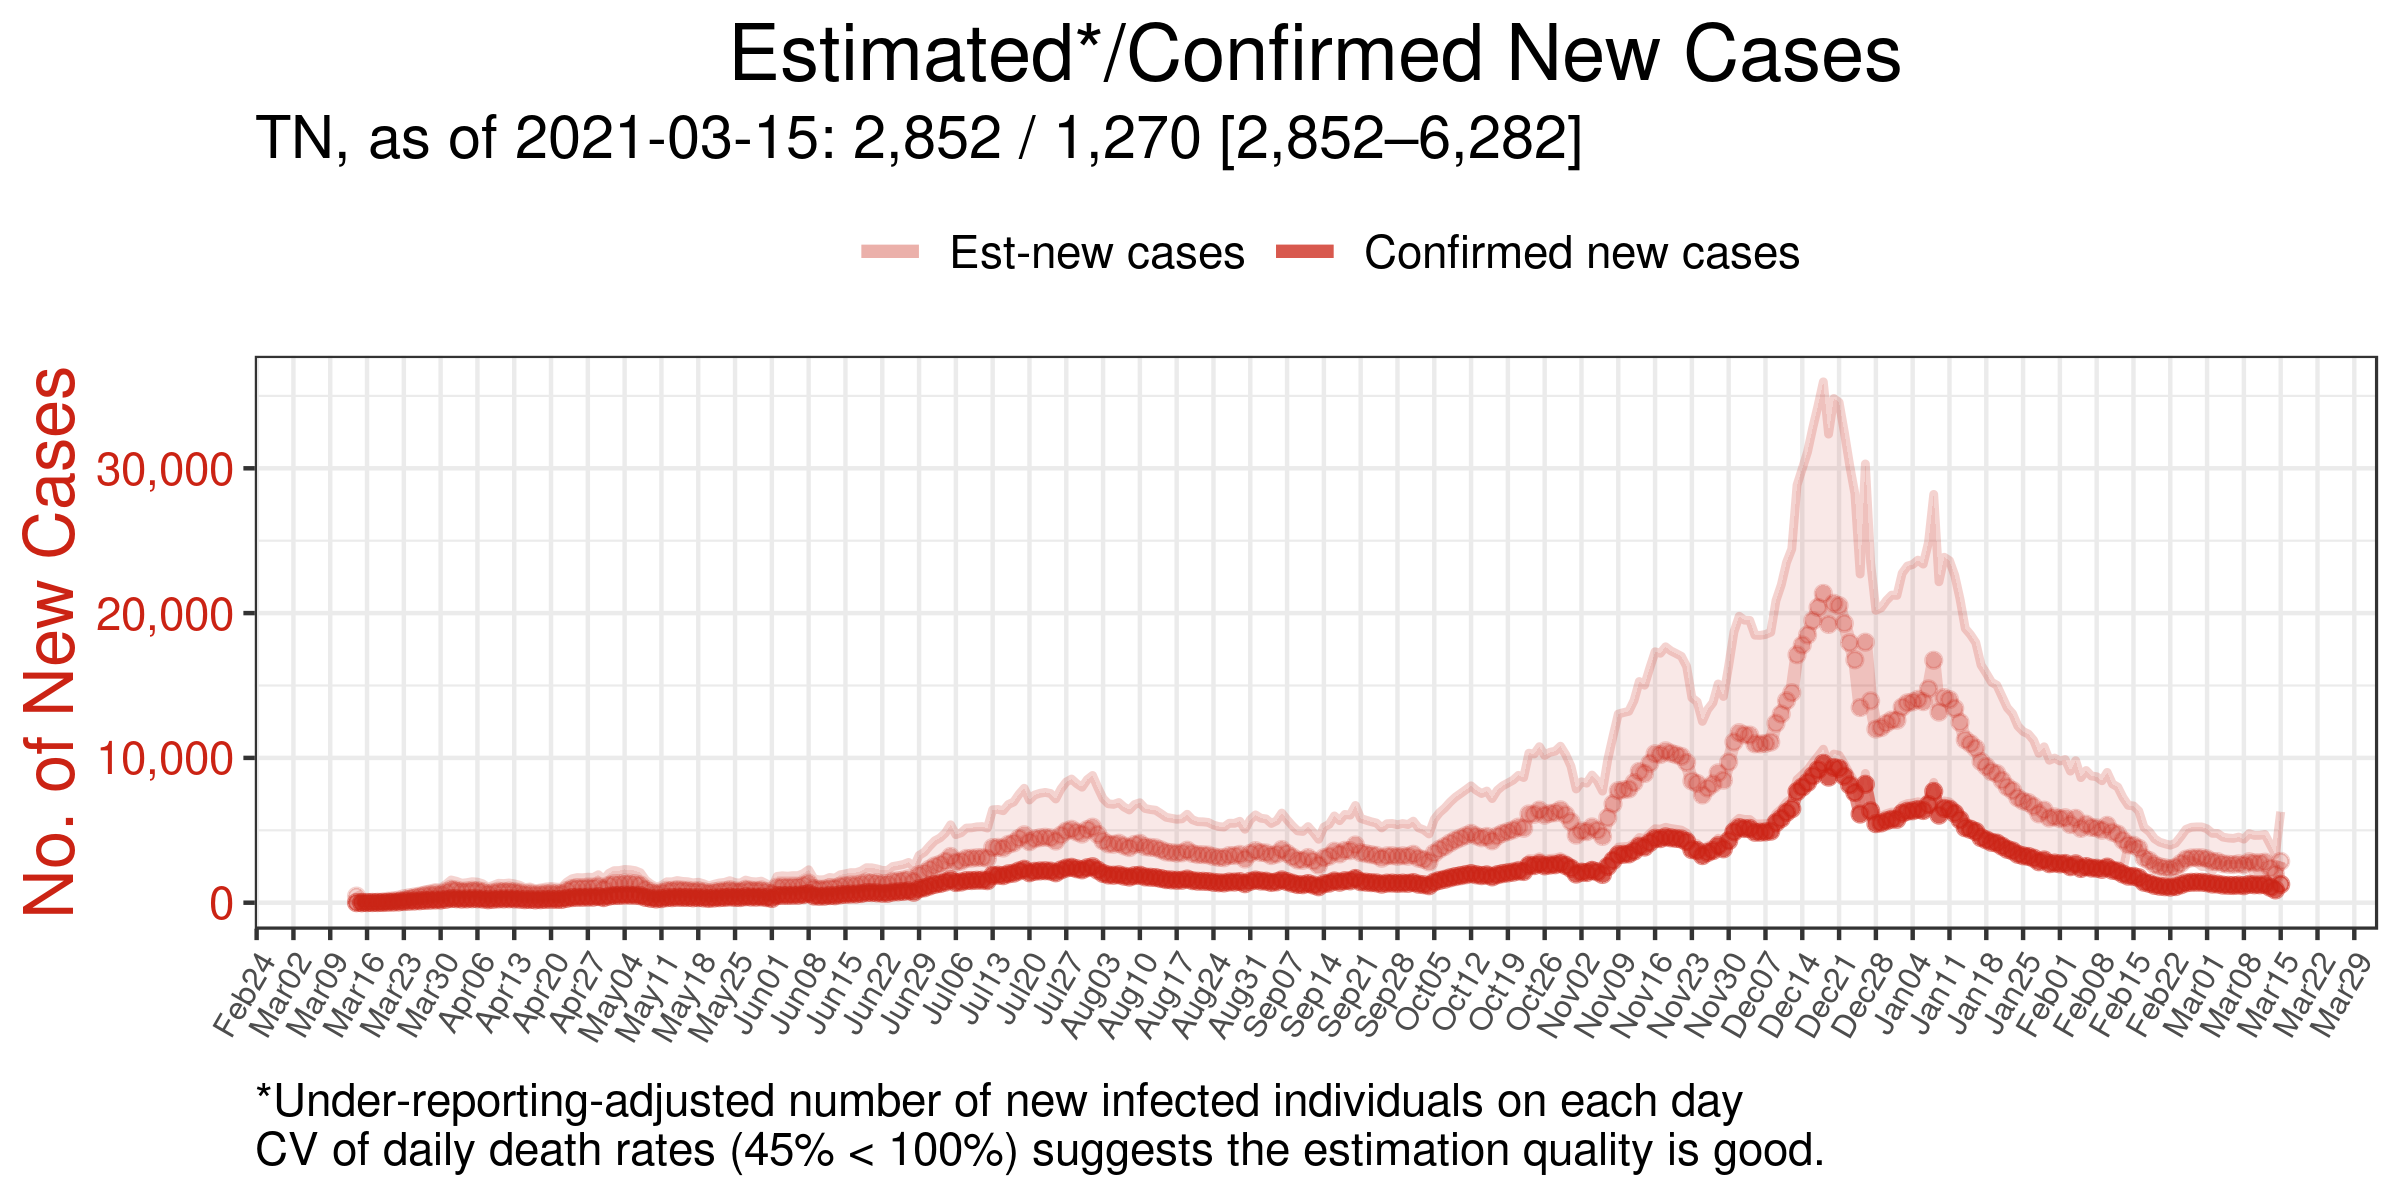 Estimated*/Confirmed New Cases
TN, as of 2021-03-15: 2,852 / 1,270 [2,852–6,282]
Est-new cases
Confirmed new cases
No. of New Cases
30,000
20,000
10,000
0
Feb24
Mar02
Mar09
Mar16
Mar23
Mar30
Apr06
Apr13
Apr20
Apr27
May04
May11
May18
May25
Jun01
Jun08
Jun15
Jun22
Jun29
Jul06
Jul13
Jul20
Jul27
Aug03
Aug10
Aug17
Aug24
Aug31
Sep07
Sep14
Sep21
Sep28
Oct05
Oct12
Oct19
Oct26
Nov02
Nov09
Nov16
Nov23
Nov30
Dec07
Dec14
Dec21
Dec28
Jan04
Jan11
Jan18
Jan25
Feb01
Feb08
Feb15
Feb22
Mar01
Mar08
Mar15
Mar22
Mar29
*Under-reporting-adjusted number of new infected individuals on each day
CV of daily death rates (45% < 100%) suggests the estimation quality is good.